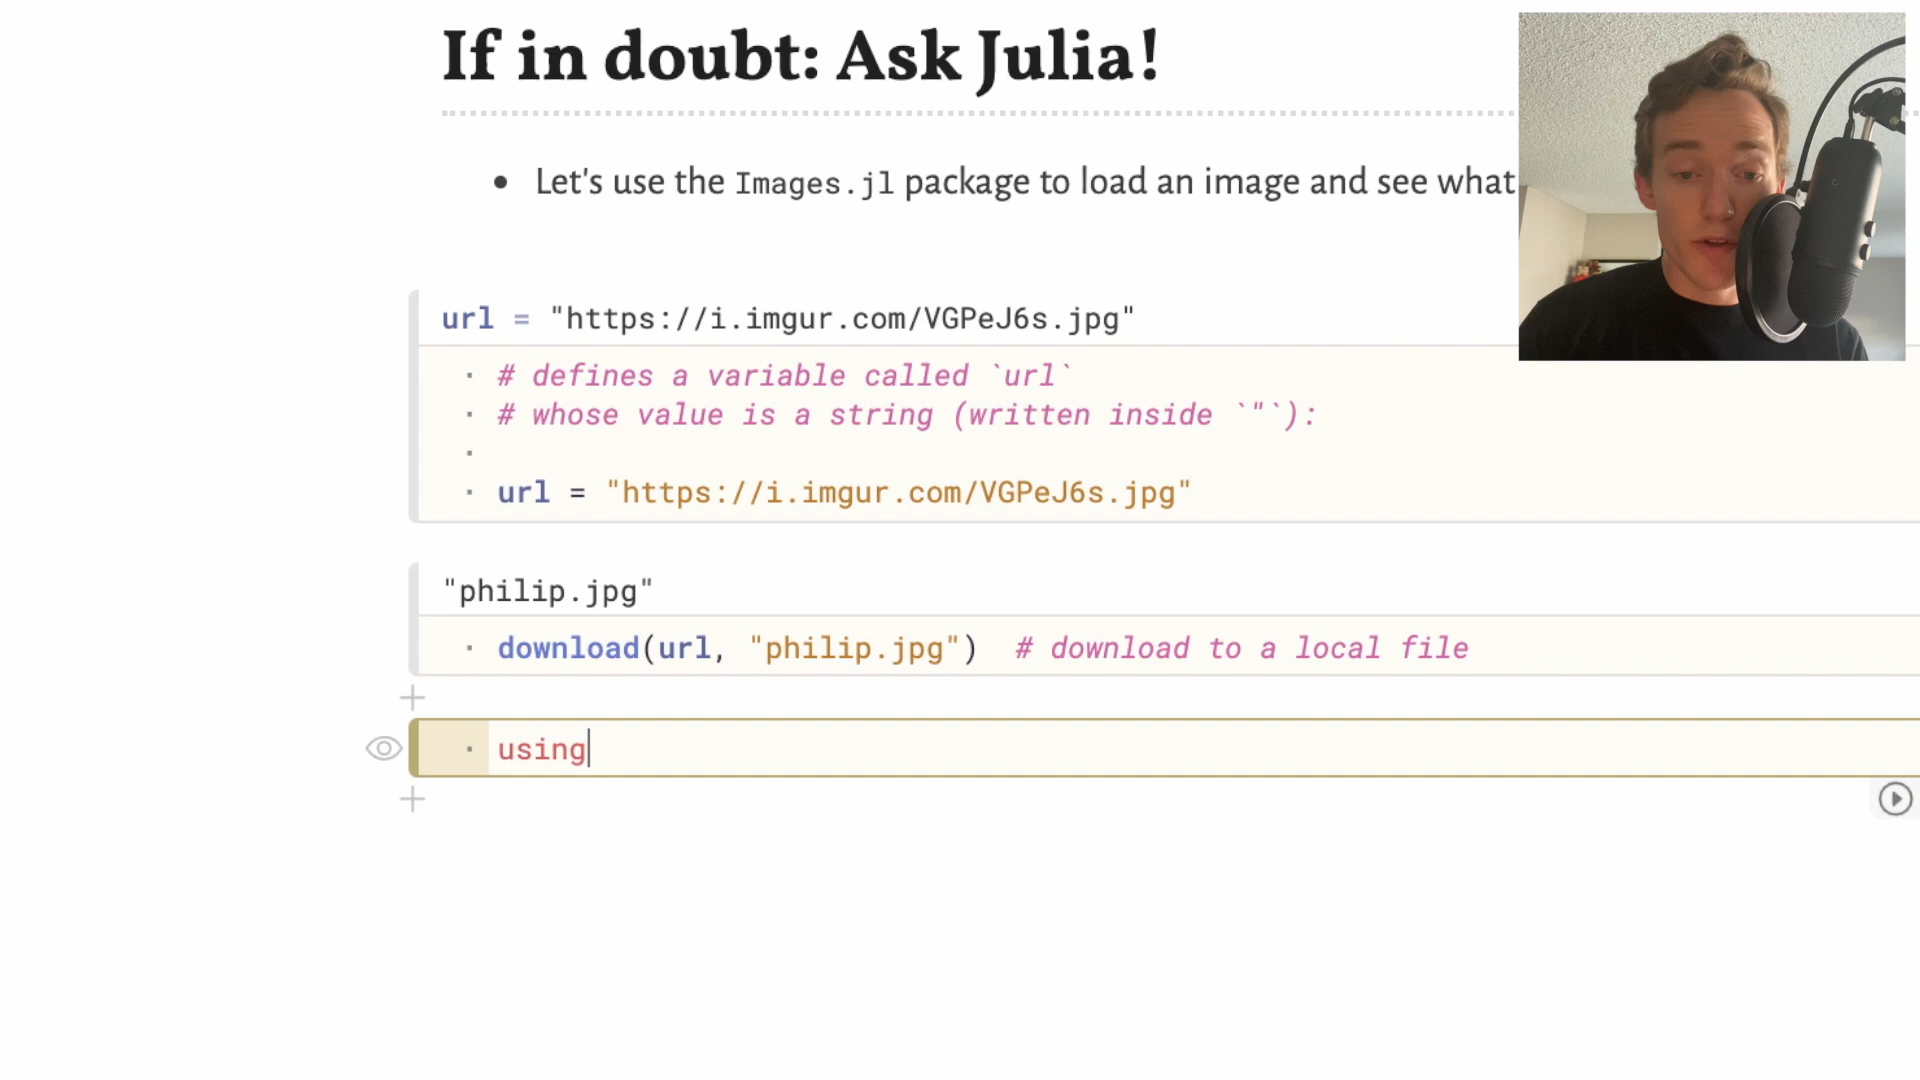 If in doubt: Ask Julia!
Let's use the Images.jl package to load an image and see what
url = "https://i.imgur.com/VGPeJ6s.jpg"
# defines a variable called `url`
# whose value is a string (written inside `"`):
url = "https://i.imgur.com/VGPeJ6s.jpg"
"philip.jpg"
download(url, "philip.jpg")  # download to a local file
using